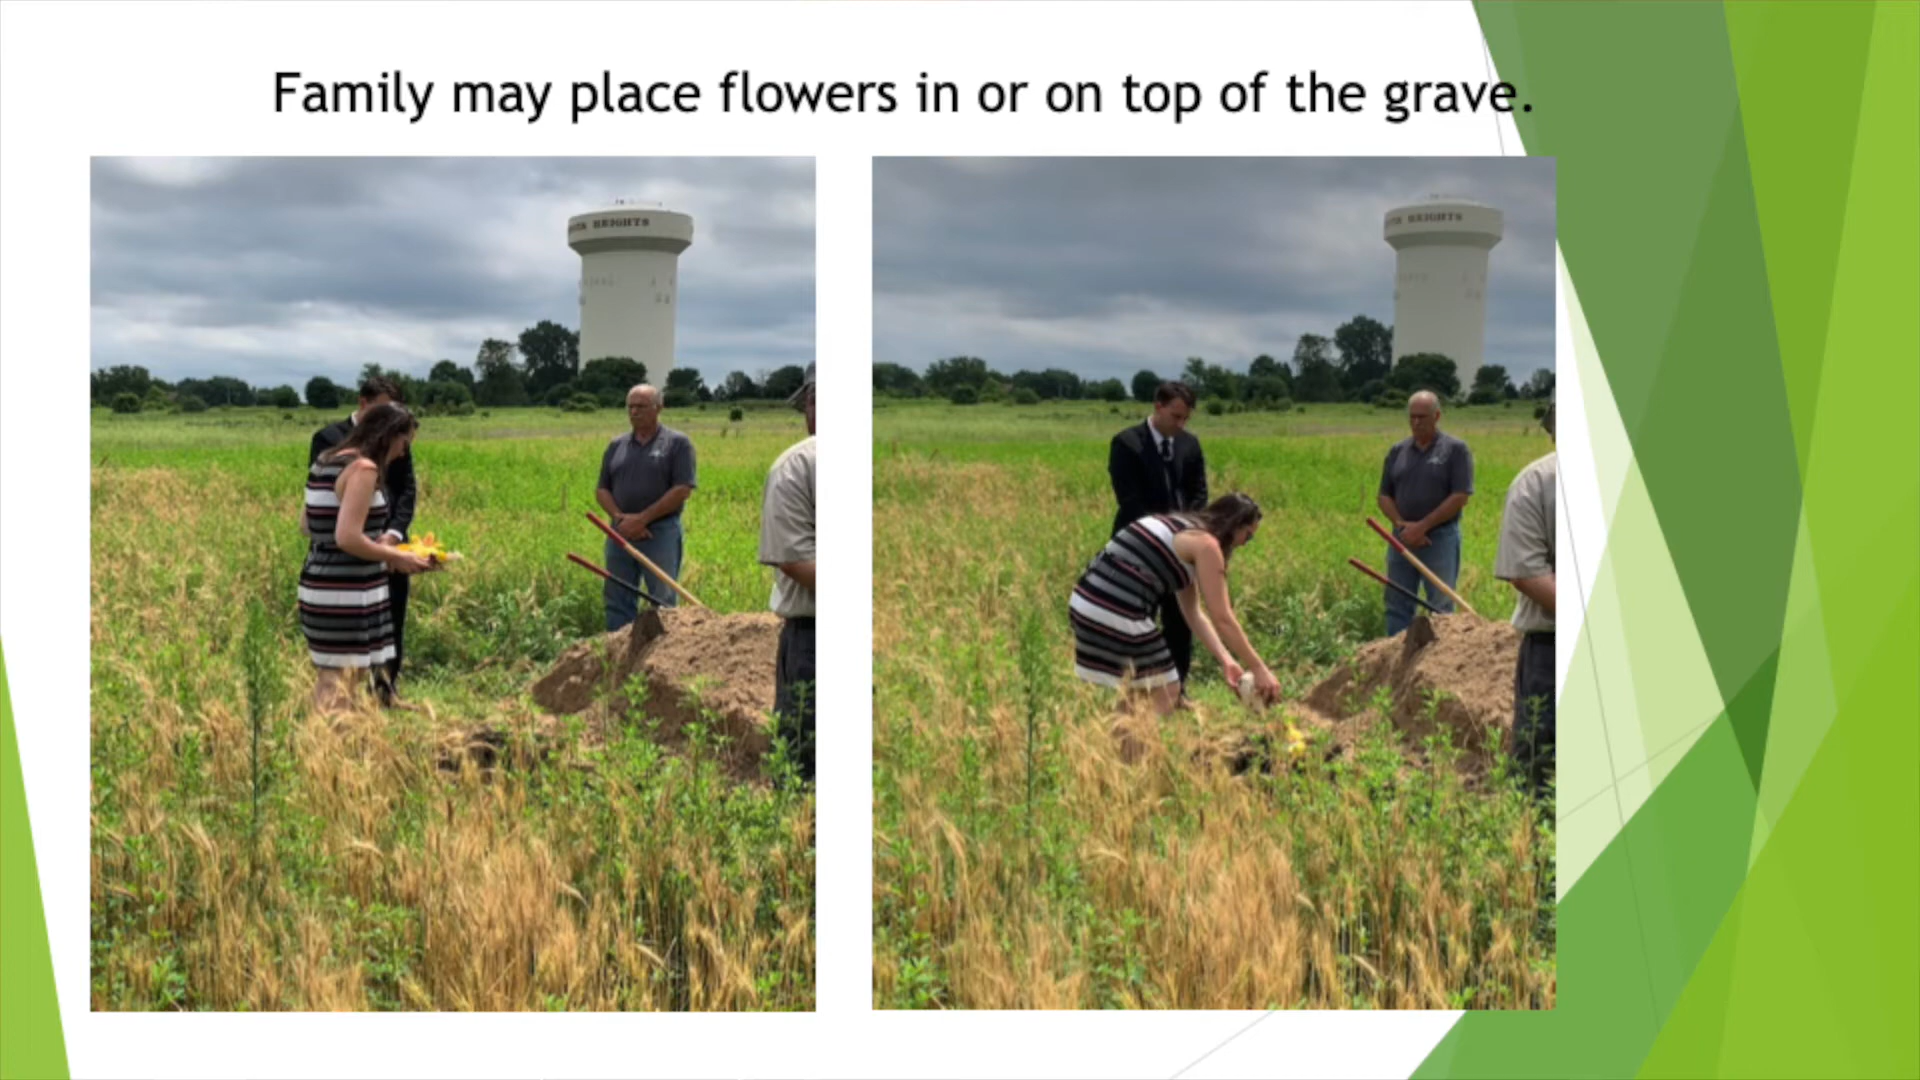 Family may place flowers in or on top of the grave.
HEIGHTS
HEIGHTS